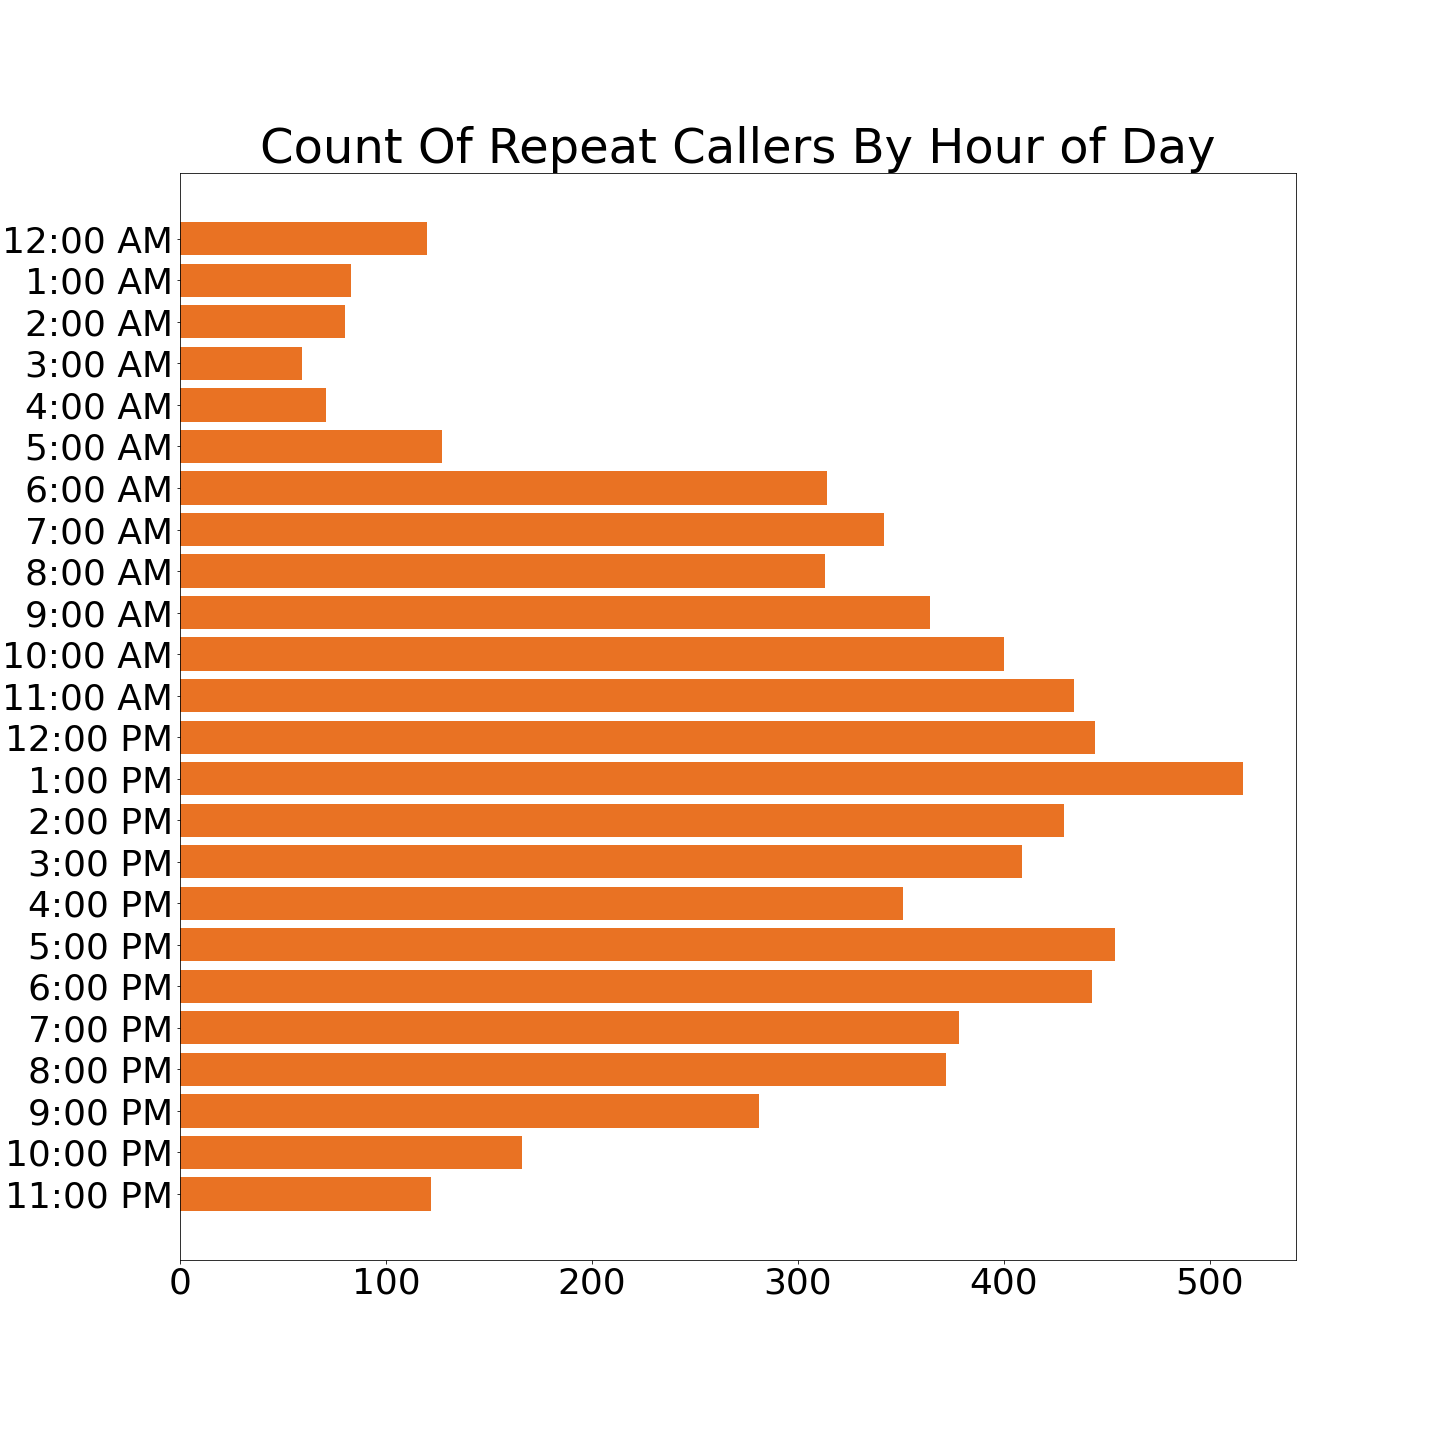 Count Of Repeat Callers By Hour of Day
12:00 AM
1:00 AM
2:00 AM
3:00 AM
4:00 AM
5:00 AM
6:00 AM
7:00 AM
8:00 AM
9:00 AM
10:00 AM
11:00 AM
12:00 PM
1:00 PM
2:00 PM
3:00 PM
4:00 PM
5:00 PM
6:00 PM
7:00 PM
8:00 PM
9:00 PM
10:00 PM
11:00 PM
0 100 200 300 400 500